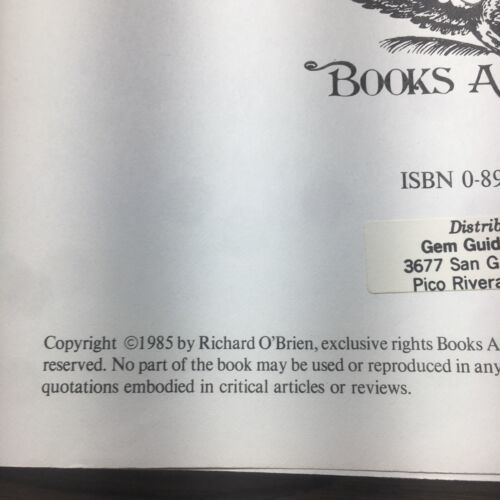 BOOKS A
ISBN 0-89
Distrib
Gem Guid
3677 San G
Pico Rivera
Copyright ©1985 by Richard O'Brien, exclusive rights Books A
reserved. No part of the book may be used or reproduced in any
quotations embodied in critical articles or reviews.